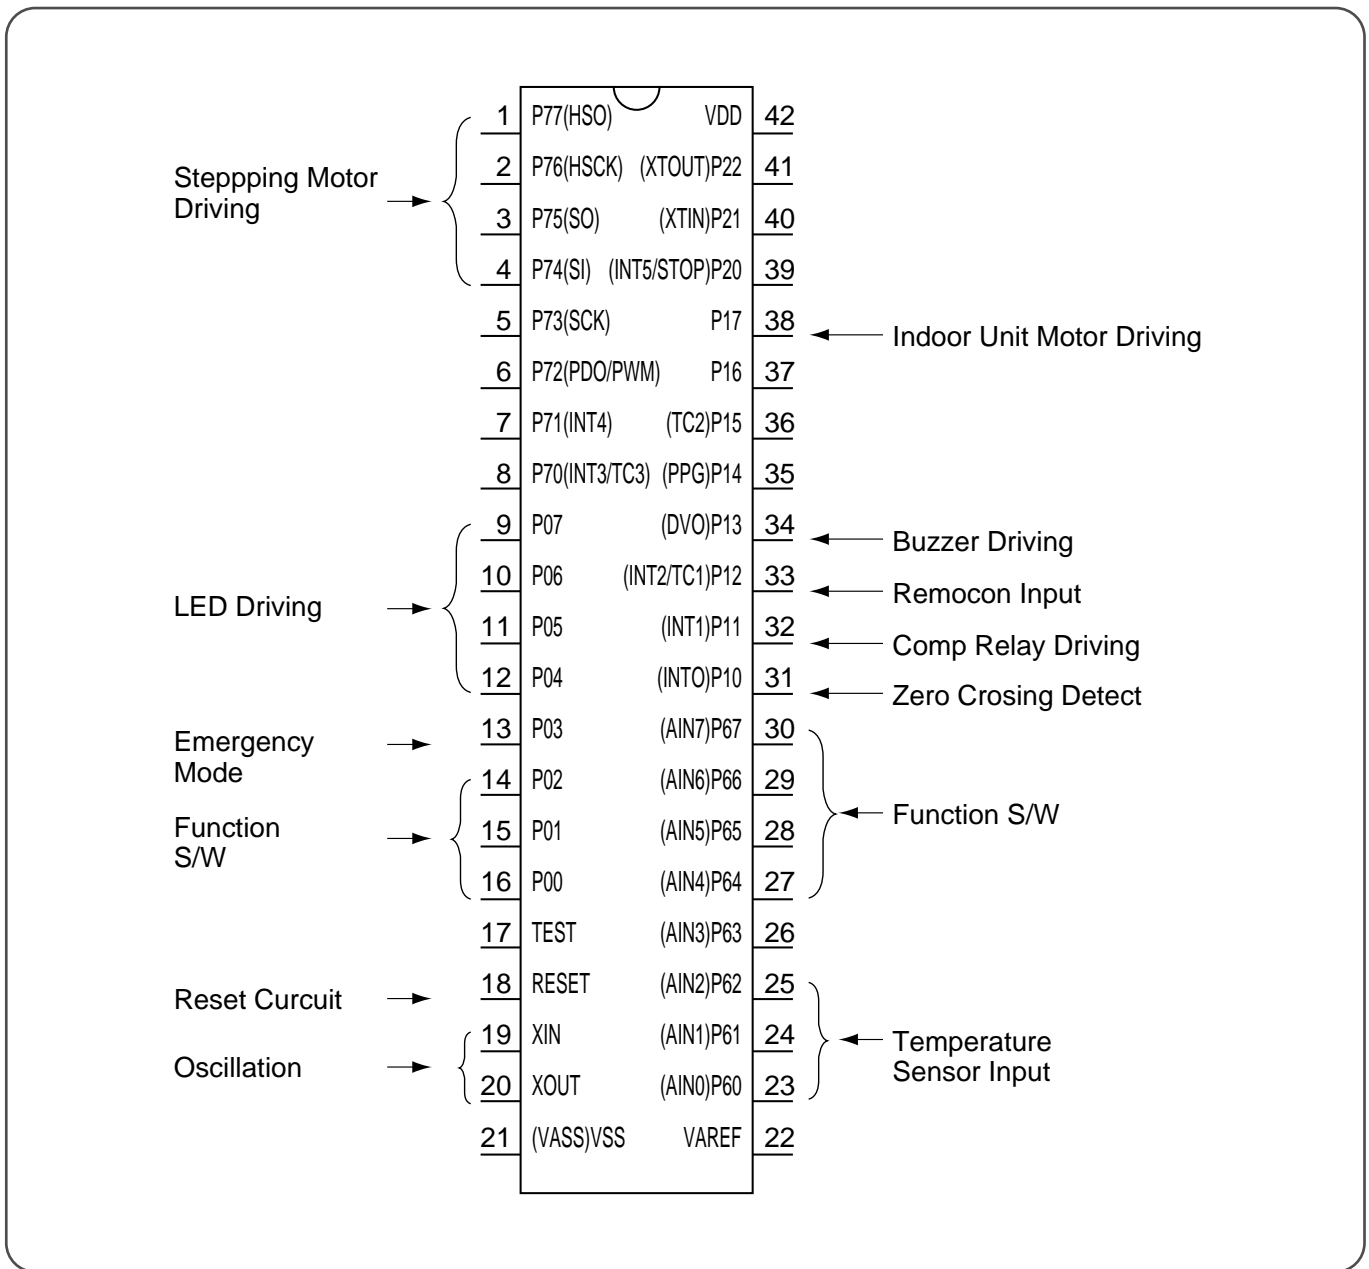 1 P77(HSO) VDD 42
2 P76(HSCK) (XTOUT)P22 41
Steppping Motor
Driving
3 P75(SO) (XTIN)P21 40
4 P74(SI) (INT5/STOP)P20 39
5 P73(SCK) P17 38
Indoor Unit Motor Driving
6 P72(PDO/PWM) P16 37
7 P71(INT4) (TC2)P15 36
8 P70(INT3/TC3) (PPG)P14 35
9 P07 (DVO)P13 34
Buzzer Driving
10 P06 (INT2/TC1)P12 33
Remocon Input
LED Driving
11 P05 (INT1)P11 32
Comp Relay Driving
12 P04 (INTO)P10 31
Zero Crosing Detect
13 P03 (AIN7)P67 30
Emergency
Mode
14 P02 (AIN6)P66 29
Function S/W
Function
S/W
15 P01 (AIN5)P65 28
16 P00 (AIN4)P64 27
17 TEST (AIN3)P63 26
18 RESET (AIN2)P62 25
Reset Curcuit
19 XIN (AIN1)P61 24
Temperature
Sensor Input
Oscillation
20 XOUT (AIN0)P60 23
21 (VASS)VSS VAREF 22